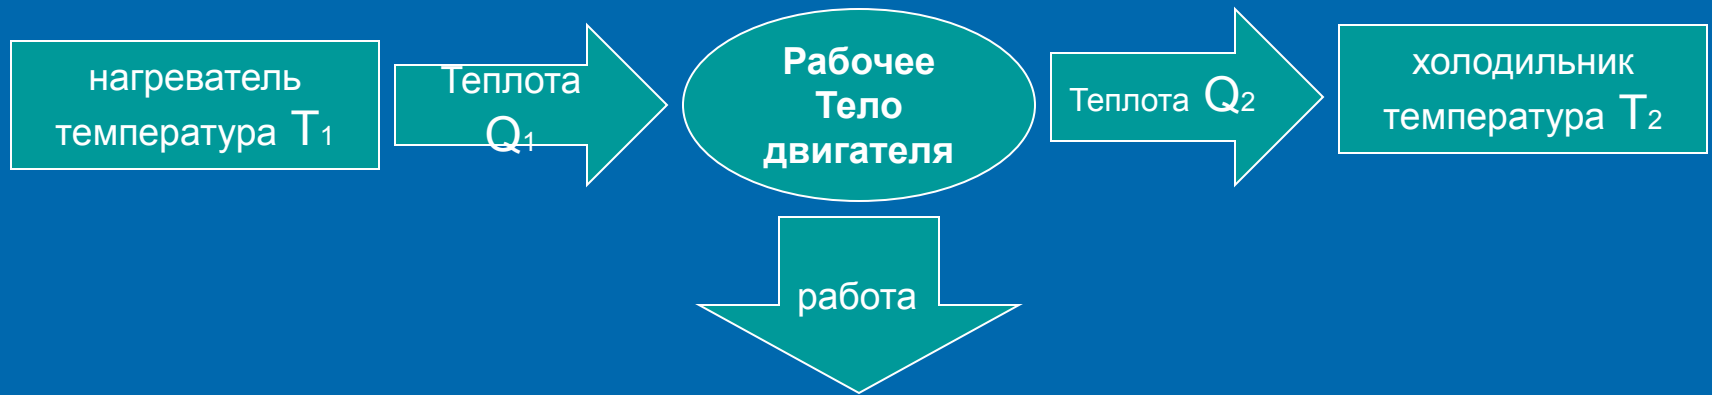 нагреватель
температура T1
Теплота
Q1
Рабочее
Тело
двигателя
Теплота Q2
холодильник
температура T2
работа